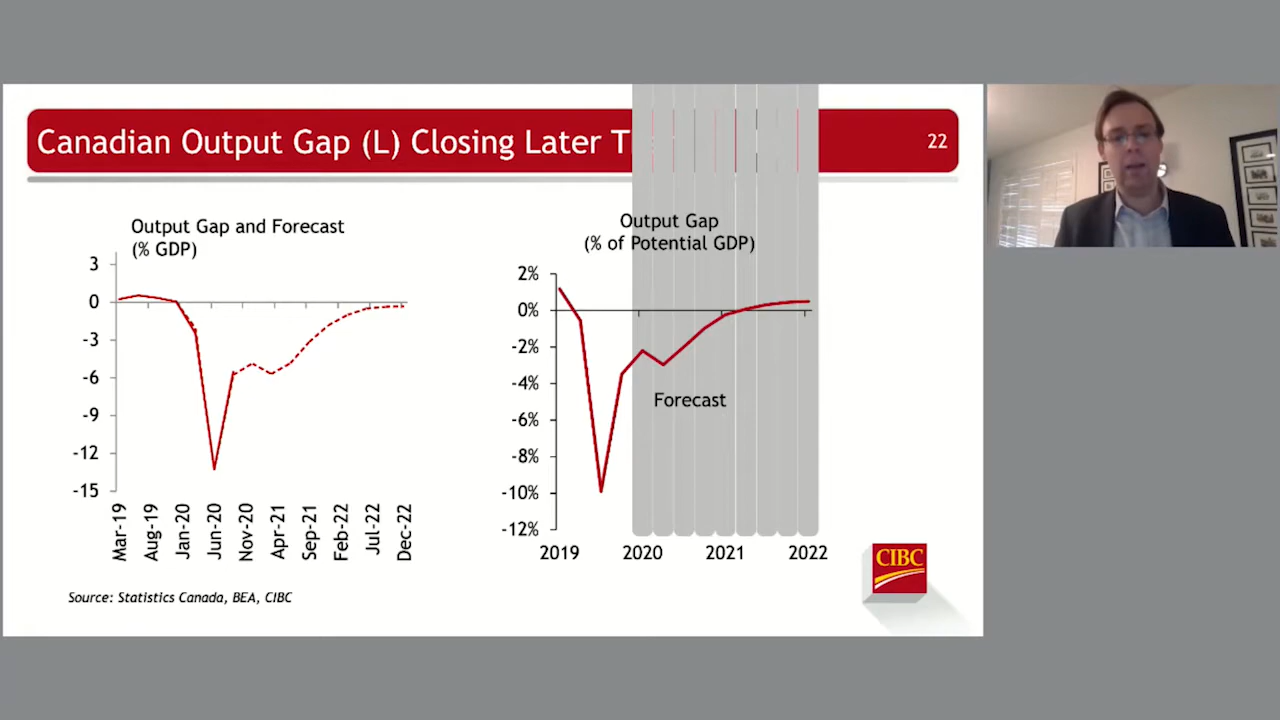 Canadian Output Gap (L) Closing Later T
22
Output Gap and Forecast
(% GDP)
3
0
-3
-6
-9
-12
-15
Mar-19
Aug-19
Jan-20
Jun-20
Nov-20
Apr-21
Sep-21
Feb-22
Jul-22
Dec-22
Output Gap
(% of Potential GDP)
2%
0%
-2%
-4%
-6%
-8%
-10%
-12%
Forecast
2019
2020
2021
2022
Source: Statistics Canada, BEA, CIBC
CIBC